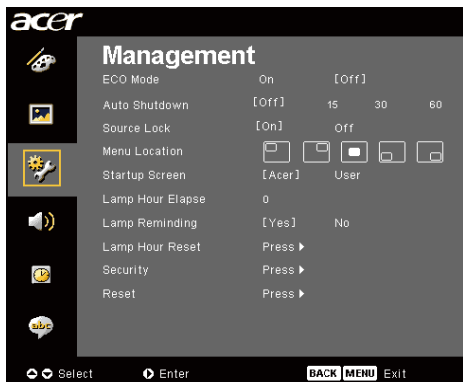 acer
Management
ECO Mode On [Off]
Auto Shutdown [Off] 15 30 60
Source Lock [On] Off
Menu Location
Startup Screen [Acer] User
Lamp Hour Elapse 0
Lamp Reminding [Yes] No
Lamp Hour Reset Press
Security Press
Reset Press
abc
Select Enter BACK MENU Exit